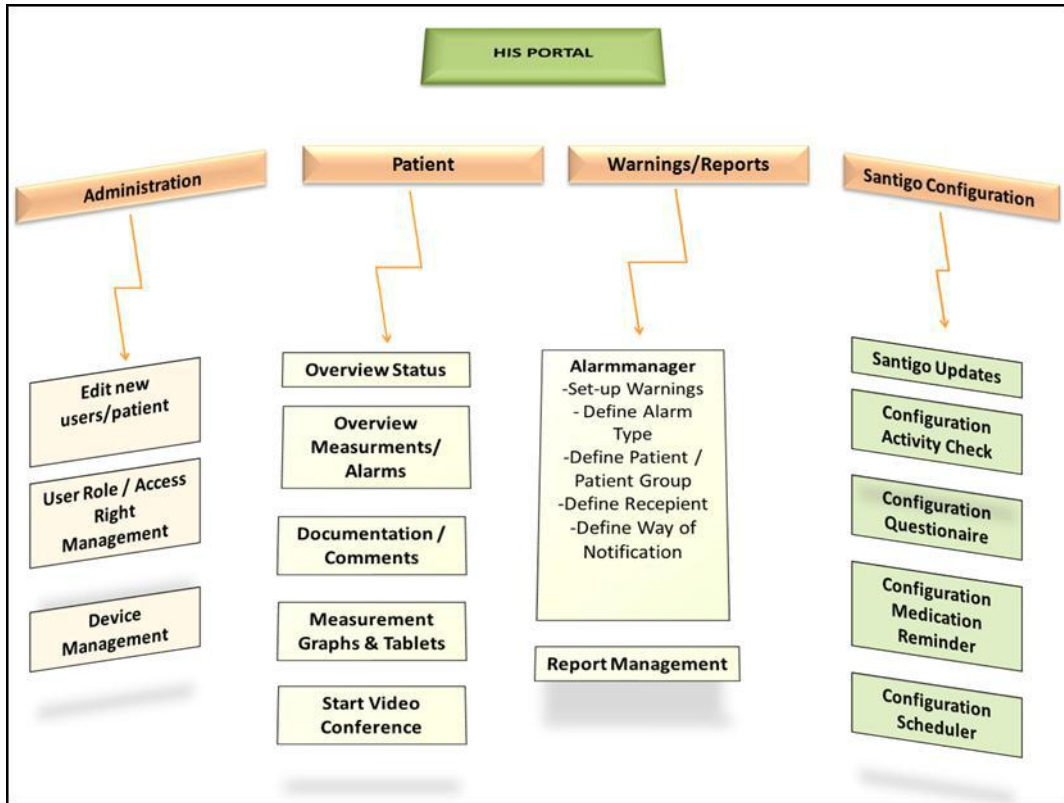 HIS PORTAL
Administration
Patient
Warnings/Reports
Santigo Configuration
Edit new
users/patient
User Role / Access
Right
Management
Device
Management
Overview Status
Overview
Measurments/
Alarms
Documentation /
Comments
Measurement
Graphs & Tablets
Start Video
Conference
Alarmmanager
-Set-up Warnings
- Define Alarm
Type
-Define Patient /
Patient Group
-Define Recepient
-Define Way of
Notification
Report Management
Santigo Updates
Configuration
Activity Check
Configuration
Questionaire
Configuration
Medication
Reminder
Configuration
Scheduler